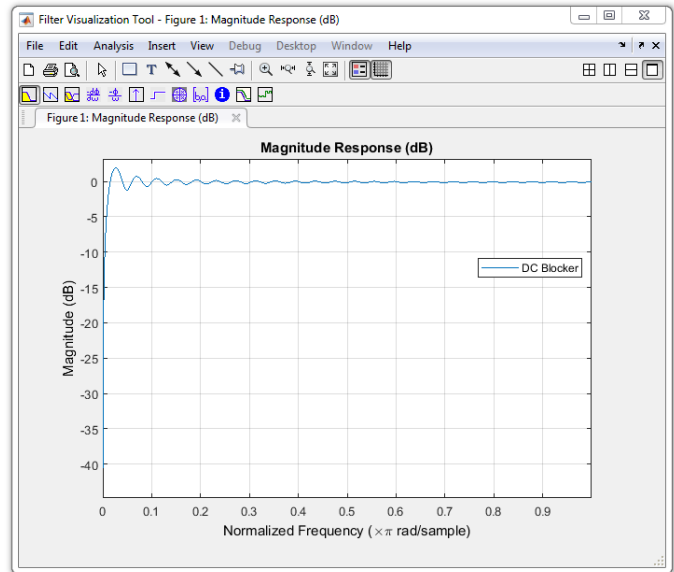 Filter Visualization Tool - Figure 1: Magnitude Response (dB)
File Edit Analysis Insert View Debug Desktop Window Help
Figure 1: Magnitude Response (dB)
Magnitude Response (dB)
0
-5
-10
-15
-20
-25
-30
-35
-40
Magnitude (dB)
DC Blocker
0 0.1 0.2 0.3 0.4 0.5 0.6 0.7 0.8 0.9
Normalized Frequency (×π rad/sample)